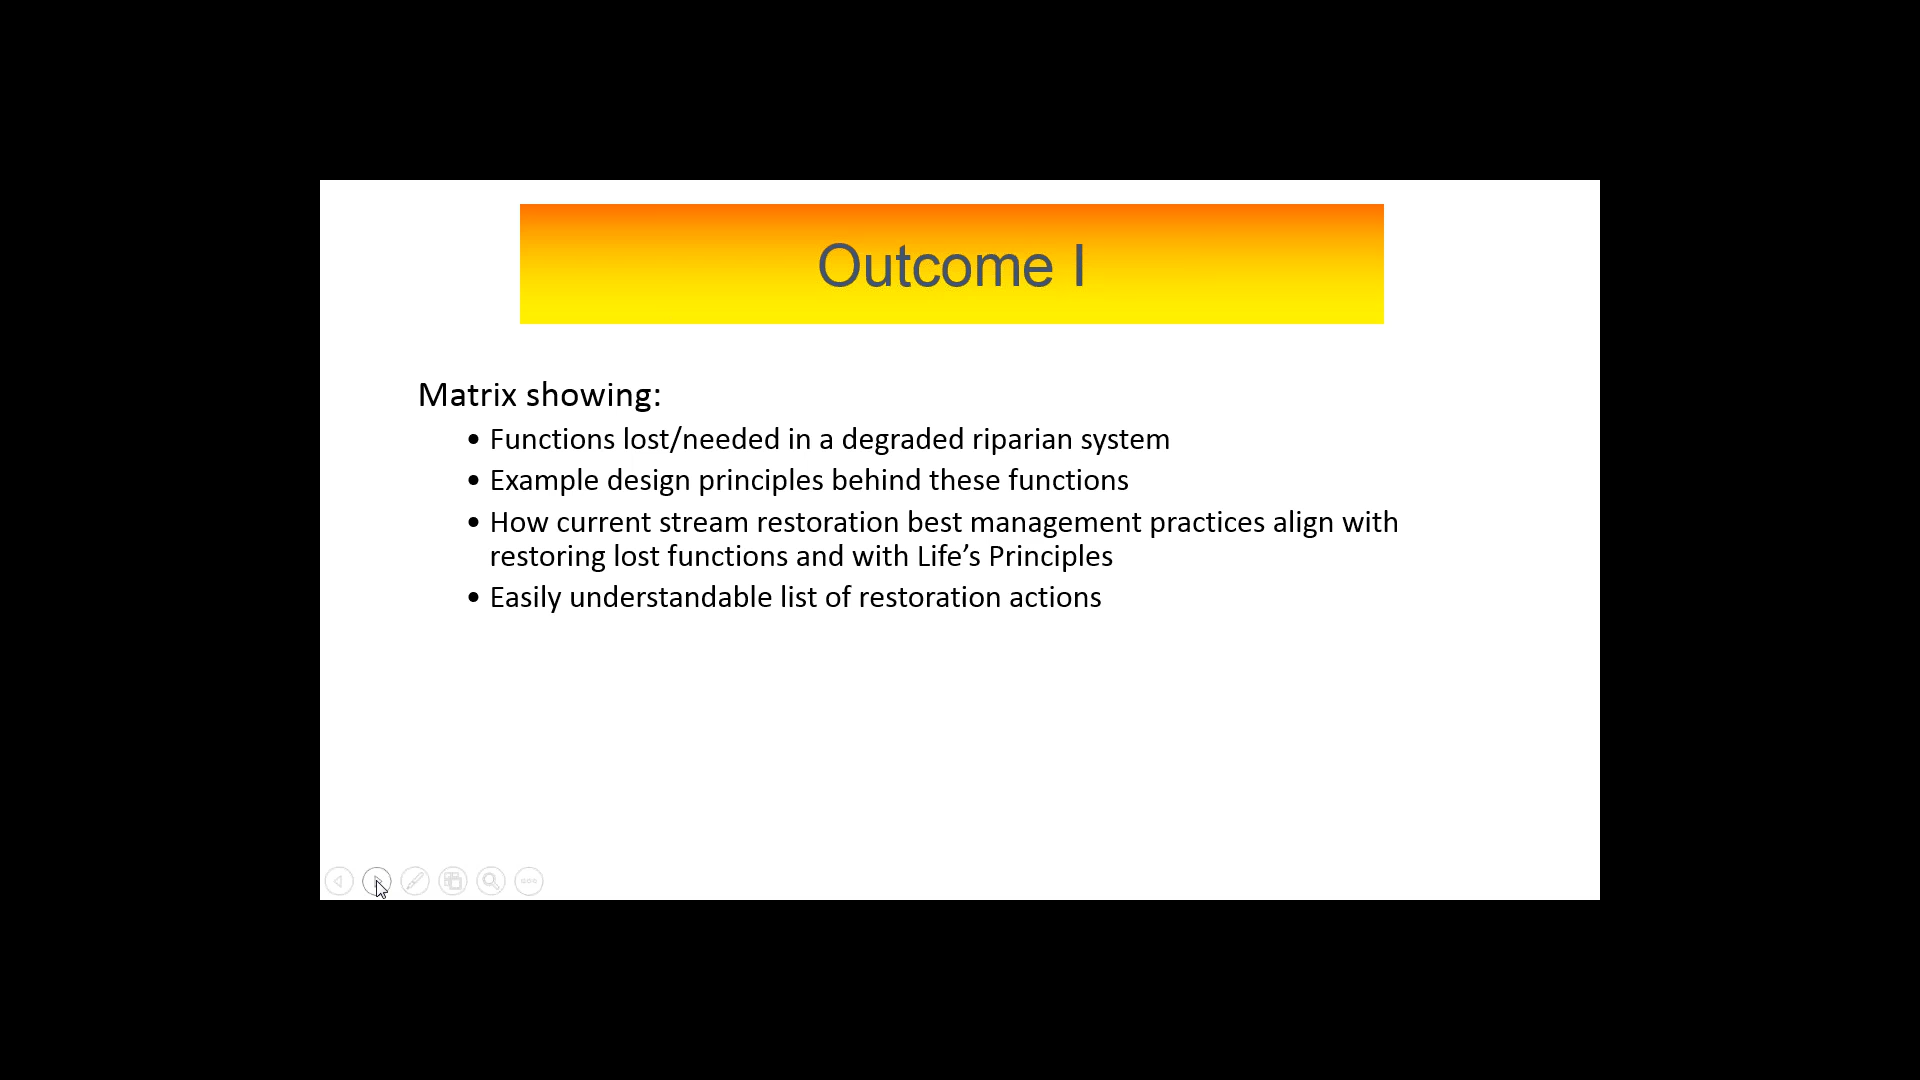 Outcome I
Matrix showing:
• Functions lost/needed in a degraded riparian system
• Example design principles behind these functions
• How current stream restoration best management practices align with
restoring lost functions and with Life’s Principles
• Easily understandable list of restoration actions